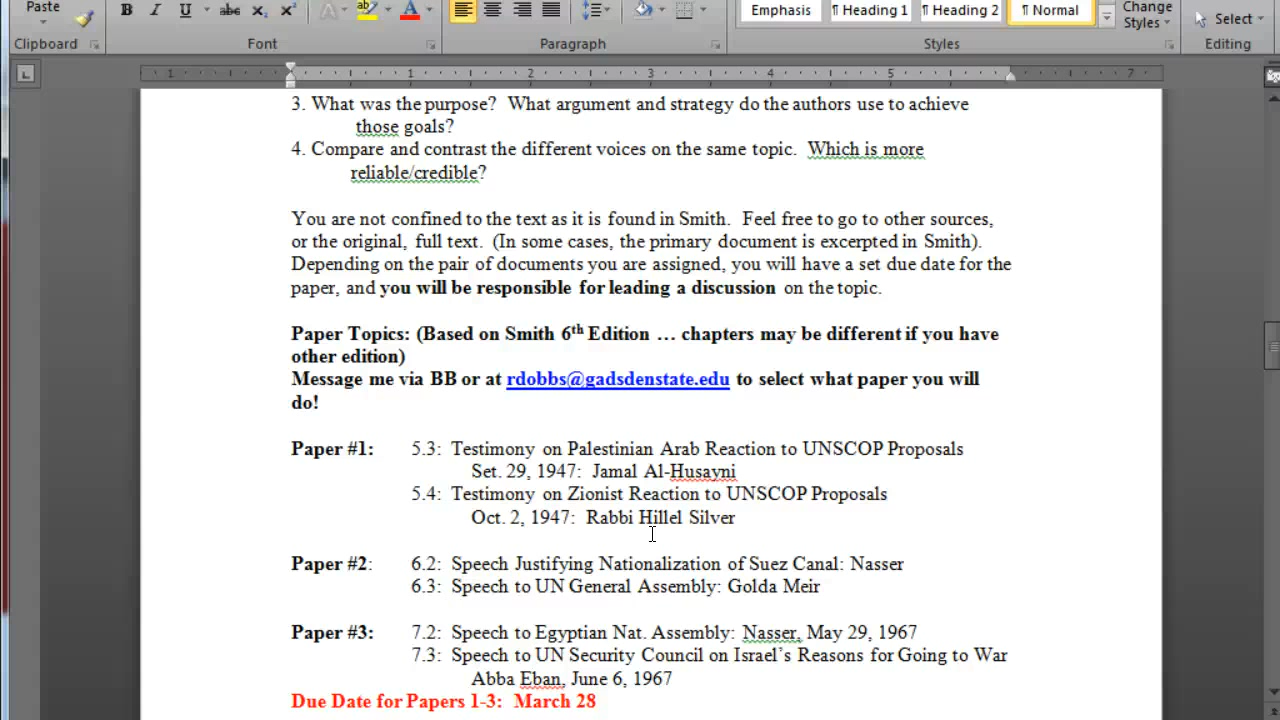 Paste
B I U abc x₂ x² A ab A
Emphasis ¶ Heading 1 ¶ Heading 2 ¶ Normal Change Styles Select
Clipboard Font Paragraph Styles Editing
L 1 1 2 3 4 5 7
3. What was the purpose?  What argument and strategy do the authors use to achieve
those goals?
4. Compare and contrast the different voices on the same topic.  Which is more
reliable/credible?
You are not confined to the text as it is found in Smith.  Feel free to go to other sources,
or the original, full text.  (In some cases, the primary document is excerpted in Smith).
Depending on the pair of documents you are assigned, you will have a set due date for the
paper, and you will be responsible for leading a discussion on the topic.
Paper Topics: (Based on Smith 6th Edition … chapters may be different if you have
other edition)
Message me via BB or at rdobbs@gadsdenstate.edu to select what paper you will
do!
Paper #1: 5.3:  Testimony on Palestinian Arab Reaction to UNSCOP Proposals
Set. 29, 1947:  Jamal Al-Husayni
5.4:  Testimony on Zionist Reaction to UNSCOP Proposals
Oct. 2, 1947:  Rabbi Hillel Silver
Paper #2: 6.2:  Speech Justifying Nationalization of Suez Canal: Nasser
6.3:  Speech to UN General Assembly: Golda Meir
Paper #3: 7.2:  Speech to Egyptian Nat. Assembly:  Nasser, May 29, 1967
7.3:  Speech to UN Security Council on Israel's Reasons for Going to War
Abba Eban, June 6, 1967
Due Date for Papers 1-3:  March 28